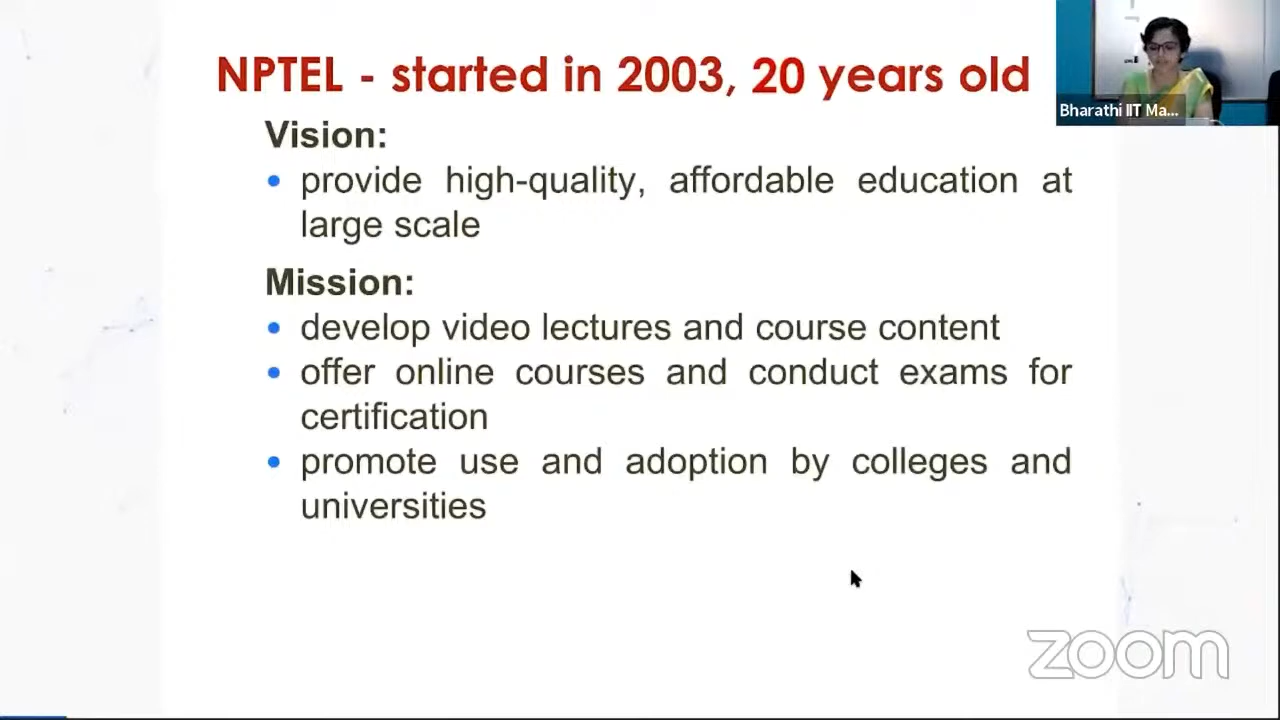 NPTEL - started in 2003, 20 years old
Bharathi IIT Ma...
Vision:
• provide high-quality, affordable education at
large scale
Mission:
• develop video lectures and course content
• offer online courses and conduct exams for
certification
• promote use and adoption by colleges and
universities
zoom